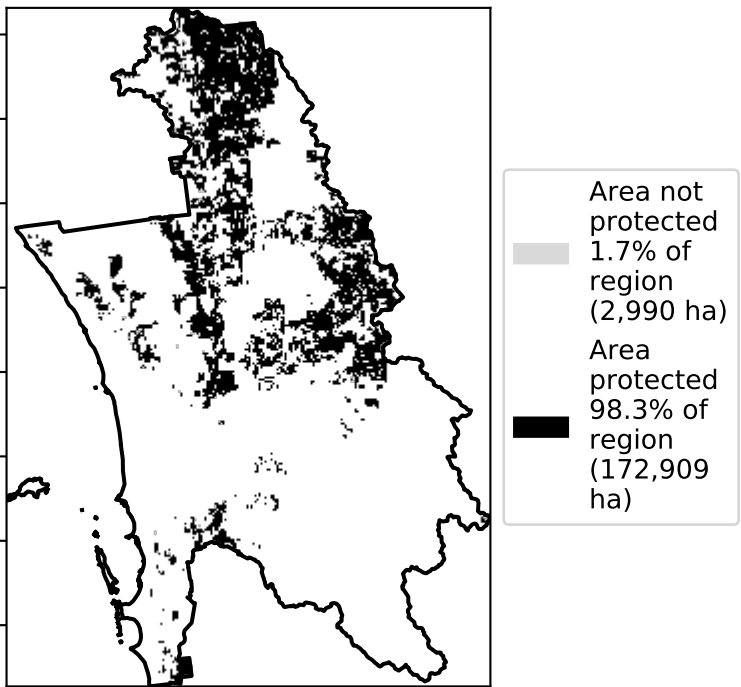 Area not
protected
1.7% of
region
(2,990 ha)
Area
protected
98.3% of
region
(172,909
ha)